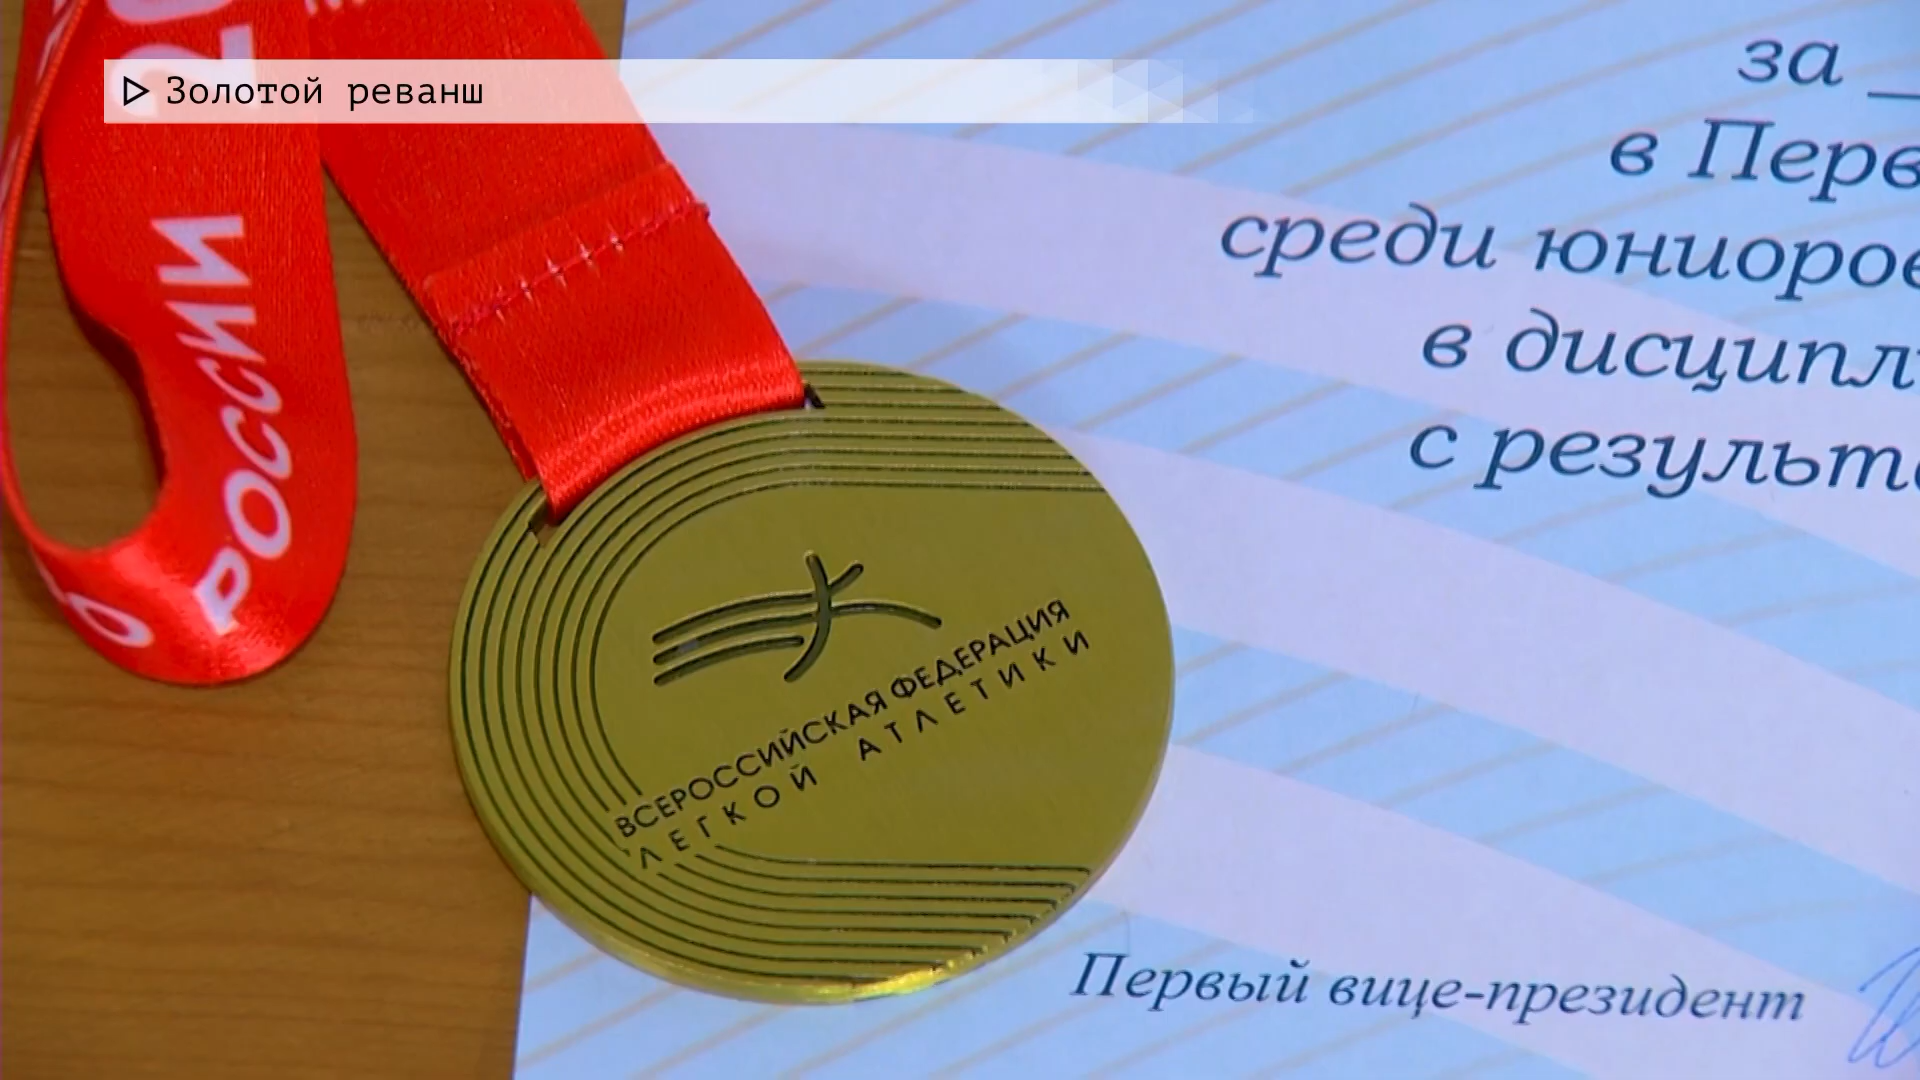 Золотой реванш
РОССИИ
за
в Перв
среди юниоров
в дисципл
с результ
ВСЕРОССИЙСКАЯ ФЕДЕРАЦИЯ
ЛЕГКОЙ АТЛЕТИКИ
Первый вице-президент